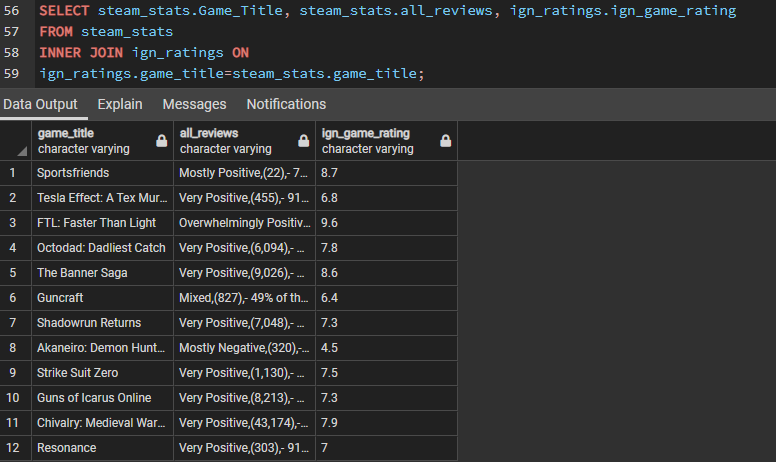 56 SELECT steam_stats.Game_Title, steam_stats.all_reviews, ign_ratings.ign_game_rating
57 FROM steam_stats
58 INNER JOIN ign_ratings ON
59 ign_ratings.game_title=steam_stats.game_title;
Data Output Explain Messages Notifications
game_title all_reviews ign_game_rating
character varying character varying character varying
1 Sportsfriends Mostly Positive,(22),- 7... 8.7
2 Tesla Effect: A Tex Mur... Very Positive,(455),- 91... 6.8
3 FTL: Faster Than Light Overwhelmingly Positiv... 9.6
4 Octodad: Dadliest Catch Very Positive,(6,094),- ... 7.8
5 The Banner Saga Very Positive,(9,026),- ... 8.6
6 Guncraft Mixed,(827),- 49% of th... 6.4
7 Shadowrun Returns Very Positive,(7,048),- ... 7.3
8 Akaneiro: Demon Hunt... Mostly Negative,(320),-... 4.5
9 Strike Suit Zero Very Positive,(1,130),- ... 7.5
10 Guns of Icarus Online Very Positive,(8,213),- ... 7.3
11 Chivalry: Medieval War... Very Positive,(43,174),-... 7.9
12 Resonance Very Positive,(303),- 91... 7